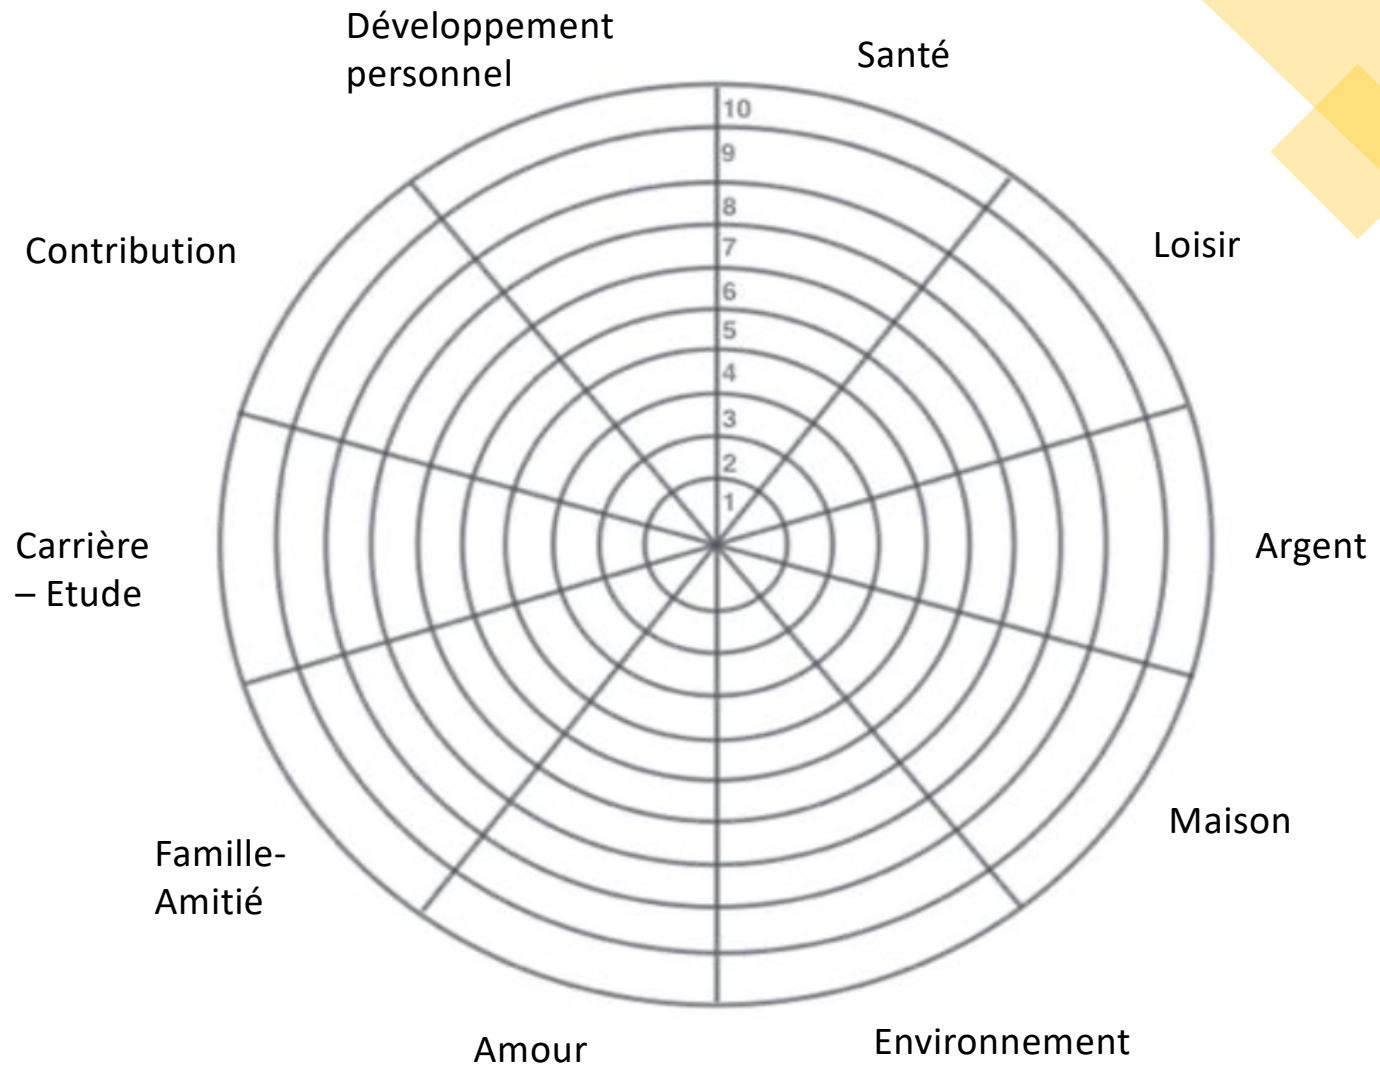 Développement
personnel
Santé
10
9
8
7
6
5
4
3
2
1
Contribution
Loisir
Carrière
– Etude
Argent
Maison
Famille-
Amitié
Amour
Environnement